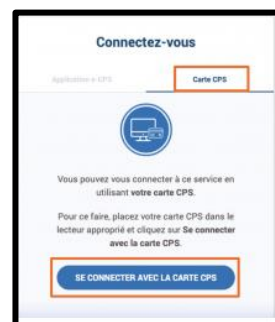 Connectez-vous
Application e-CPS
Carte CPS
Vous pouvez vous connecter à ce service en
utilisant votre carte CPS.
Pour ce faire, placez votre carte CPS dans le
lecteur approprié et cliquez sur Se connecter
avec la carte CPS.
SE CONNECTER AVEC LA CARTE CPS